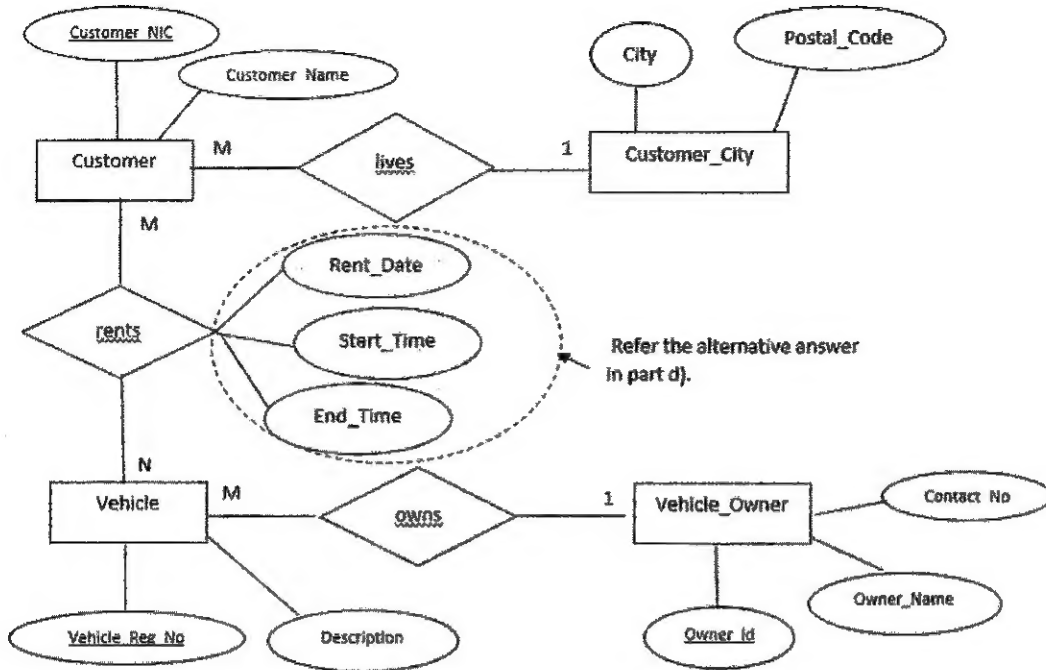 Customer_NIC
City
Postal_Code
Customer_Name
Customer
M
lives
1
Customer_City
M
Rent_Date
rents
Start_Time
Refer the alternative answer
in part d).
End_Time
N
Vehicle
M
owns
1
Vehicle_Owner
Contact_No
Vehicle_Reg_No
Description
Owner_Id
Owner_Name